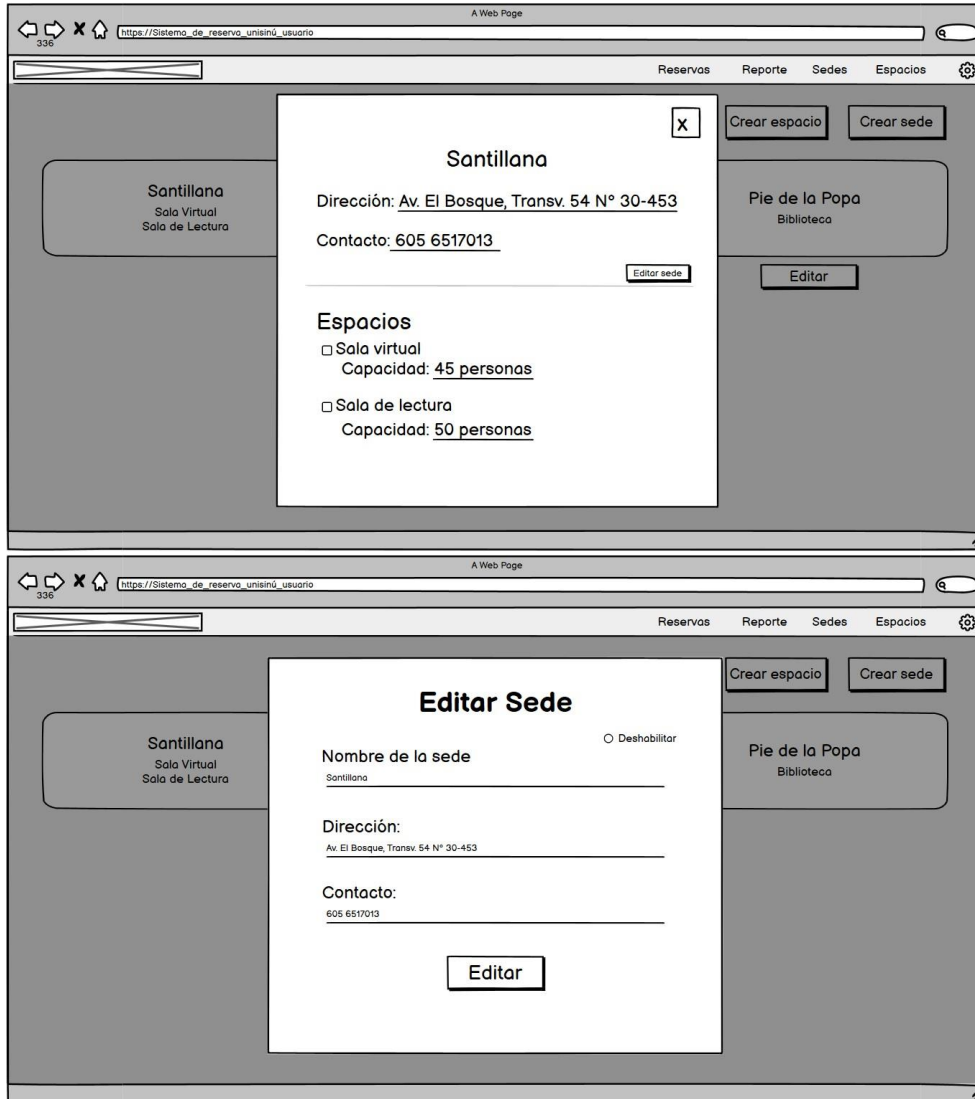 A Web Page
336
https://Sistema_de_reserva_unisinú_usuario
Reservas Reporte Sedes Espacios
X
Crear espacio Crear sede
Santillana
Sala Virtual
Sala de Lectura
Santillana
Dirección: Av. El Bosque, Transv. 54 N° 30-453
Contacto: 605 6517013
Editar sede
Espacios
Sala virtual
Capacidad: 45 personas
Sala de lectura
Capacidad: 50 personas
Pie de la Popa
Biblioteca
Editar
A Web Page
336
https://Sistema_de_reserva_unisinú_usuario
Reservas Reporte Sedes Espacios
Crear espacio Crear sede
Santillana
Sala Virtual
Sala de Lectura
Editar Sede
Deshabilitar
Nombre de la sede
Santillana
Dirección:
Av. El Bosque, Transv. 54 N° 30-453
Contacto:
605 6517013
Editar
Pie de la Popa
Biblioteca